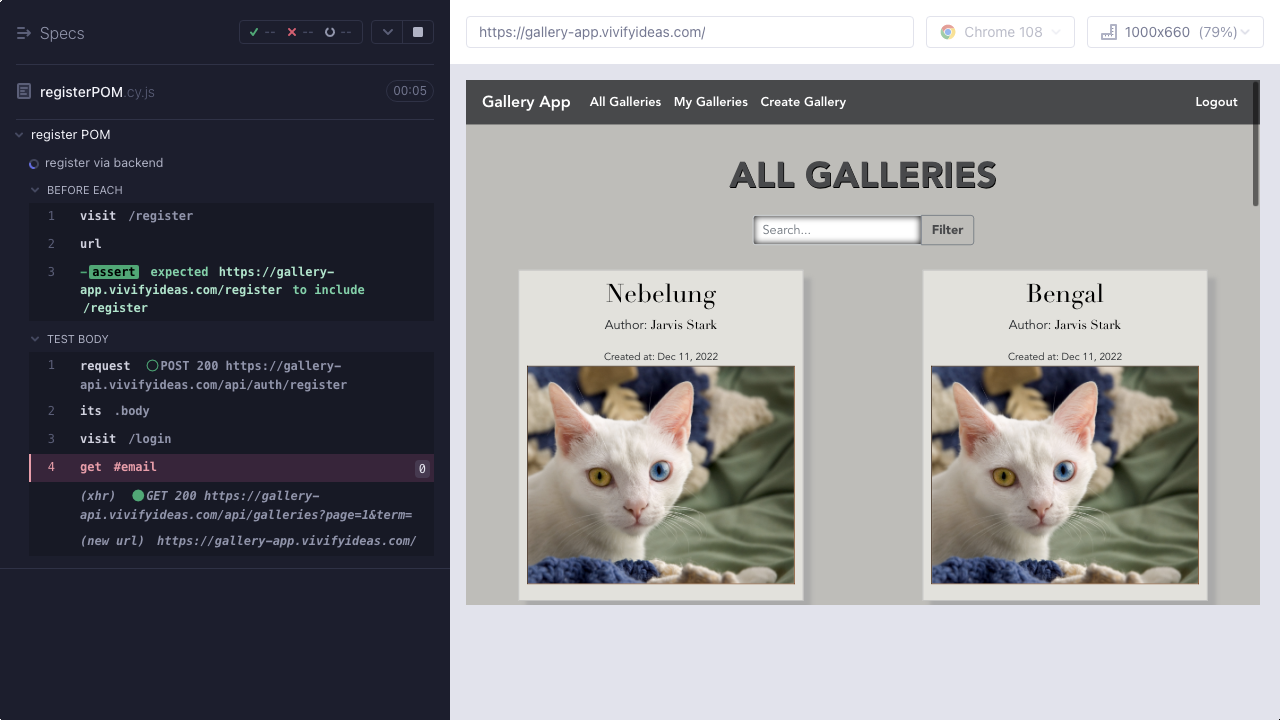 Specs
-- -- --
https://gallery-app.vivifyideas.com/
Chrome 108
1000x660 (79%)
registerPOM.cy.js
00:05
register POM
register via backend
BEFORE EACH
1 visit /register
2 url
3 -assert expected https://gallery-
app.vivifyideas.com/register to include
/register
TEST BODY
1 request POST 200 https://gallery-
api.vivifyideas.com/api/auth/register
2 its .body
3 visit /login
4 get #email 0
(xhr) GET 200 https://gallery-
api.vivifyideas.com/api/galleries?page=1&term=
(new url) https://gallery-app.vivifyideas.com/
Gallery App All Galleries My Galleries Create Gallery Logout
ALL GALLERIES
Search... Filter
Nebelung
Author: Jarvis Stark
Created at: Dec 11, 2022
Bengal
Author: Jarvis Stark
Created at: Dec 11, 2022